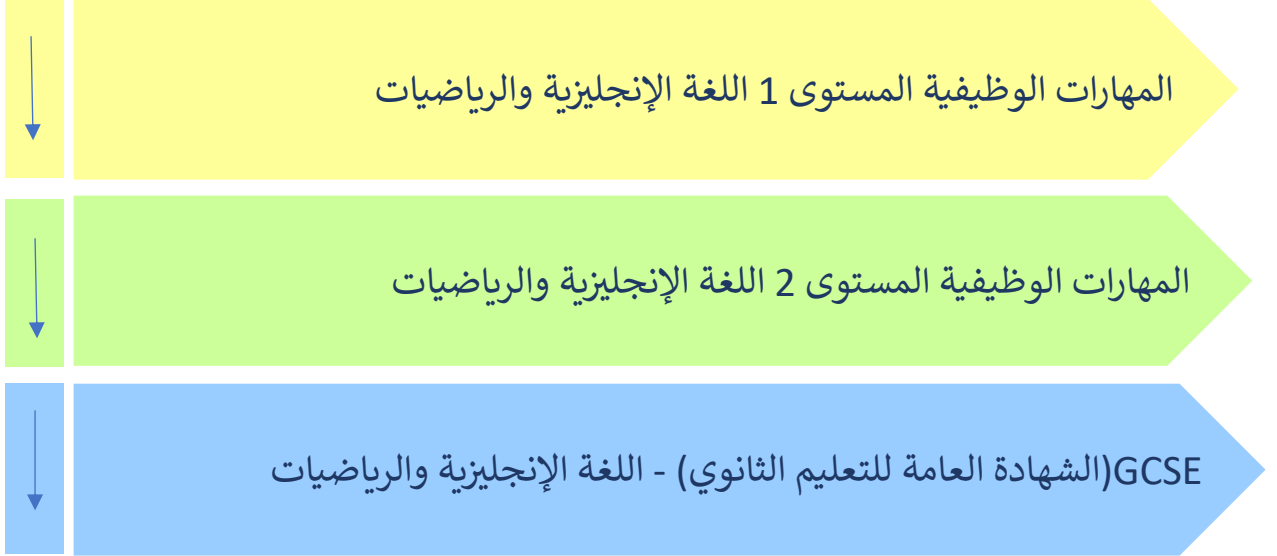 المهارات الوظيفية المستوى 1 اللغة الإنجليزية والرياضيات
المهارات الوظيفية المستوى 2 اللغة الإنجليزية والرياضيات
GCSE(الشهادة العامة للتعليم الثانوي) - اللغة الإنجليزية والرياضيات